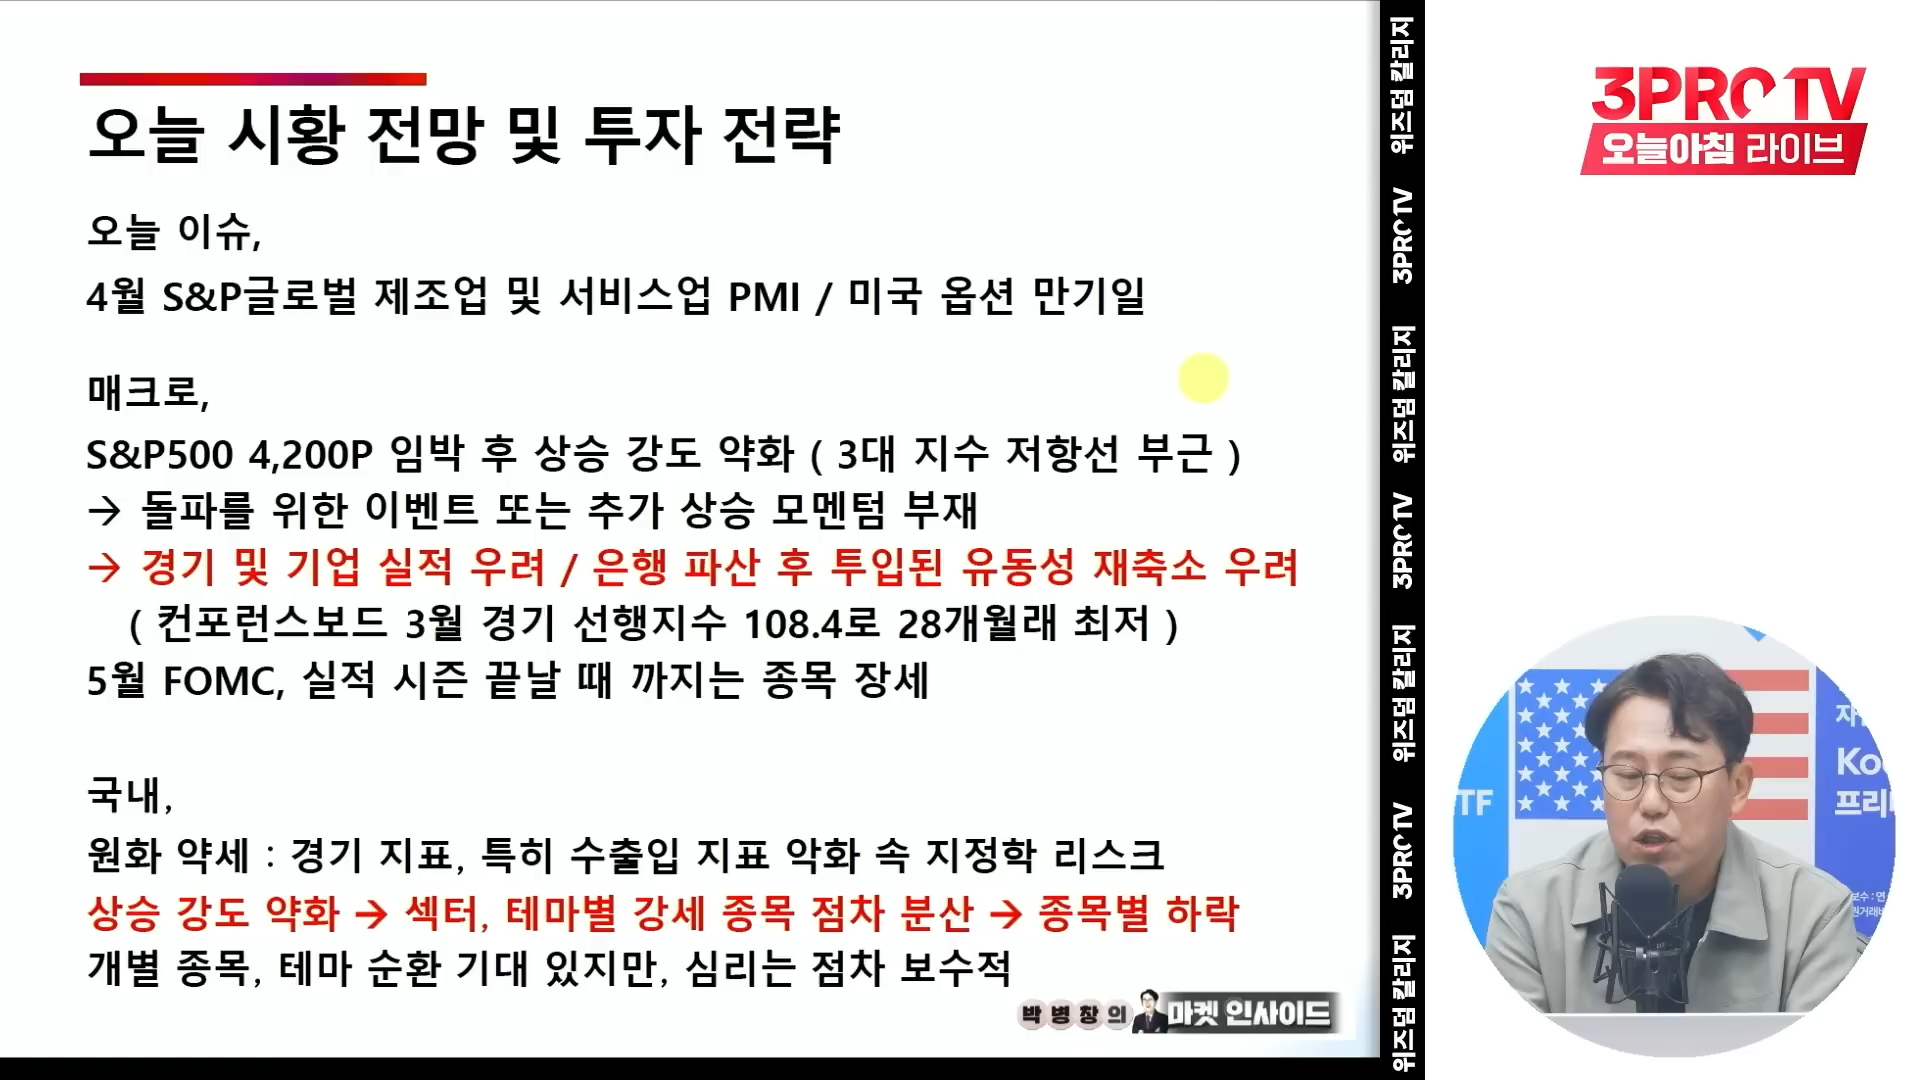 오늘 시황 전망 및 투자 전략
오늘 이슈,
4월 S&P글로벌 제조업 및 서비스업 PMI / 미국 옵션 만기일
매크로,
S&P500 4,200P 임박 후 상승 강도 약화 ( 3대 지수 저항선 부근 )
→ 돌파를 위한 이벤트 또는 추가 상승 모멘텀 부재
→ 경기 및 기업 실적 우려 / 은행 파산 후 투입된 유동성 재축소 우려
( 컨퍼런스보드 3월 경기 선행지수 108.4로 28개월래 최저 )
5월 FOMC, 실적 시즌 끝날 때 까지는 종목 장세
국내,
원화 약세 : 경기 지표, 특히 수출입 지표 악화 속 지정학 리스크
상승 강도 약화 → 섹터, 테마별 강세 종목 점차 분산 → 종목별 하락
개별 종목, 테마 순환 기대 있지만, 심리는 점차 보수적
박병창의 마켓 인사이드
위즈덤 칼리지
3PROTV
위즈덤 칼리지
3PROTV
위즈덤 칼리지
3PROTV
위즈덤 칼리지
3PROTV
오늘아침 라이브
TF